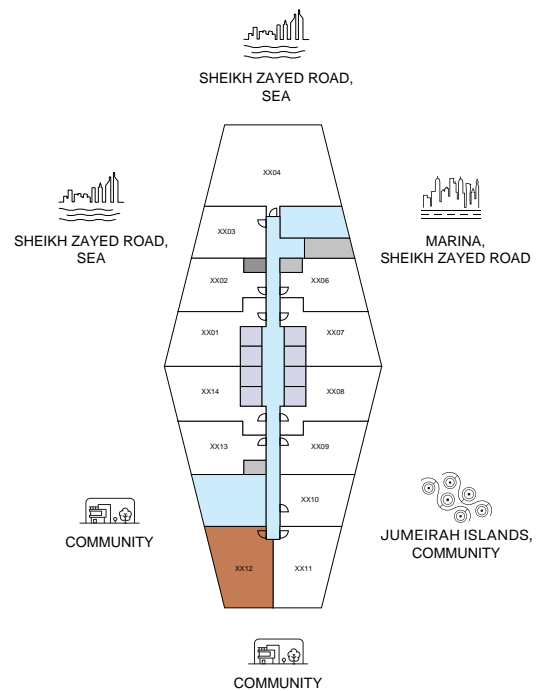 SHEIKH ZAYED ROAD,
SEA
XX04
SHEIKH ZAYED ROAD,
SEA
XX03
MARINA,
SHEIKH ZAYED ROAD
XX02
XX06
XX01
XX07
XX14
XX08
XX13
XX09
XX10
COMMUNITY
JUMEIRAH ISLANDS,
COMMUNITY
XX12
XX11
COMMUNITY